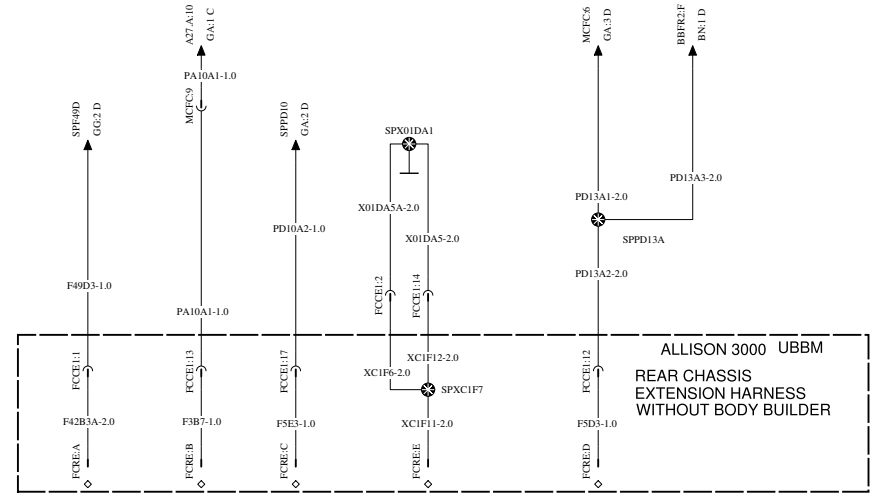 A27.A:10
GA:1 C
MCFC:6
GA:3 D
BBFR2:F
BN:1 D
PA10A1-1.0
MCFC:9
SPF49D
GG:2 D
SPPD10
GA:2 D
SPX01DA1
PD13A3-2.0
PD13A1-2.0
X01DA5A-2.0
PD10A2-1.0
X01DA5-2.0
SPPD13A
PD13A2-2.0
F49D3-1.0
FCCE1:2
FCCE1:14
PA10A1-1.0
ALLISON 3000 UBBM
REAR CHASSIS
EXTENSION HARNESS
WITHOUT BODY BUILDER
FCCE1:1
FCCE1:13
FCCE1:17
XC1F12-2.0
XC1F6-2.0
FCCE1:12
SPXC1F7
F42B3A-2.0
F3B7-1.0
F5E3-1.0
XC1F11-2.0
F5D3-1.0
FCRE:A
FCRE:B
FCRE:C
FCRE:E
FCRE:D